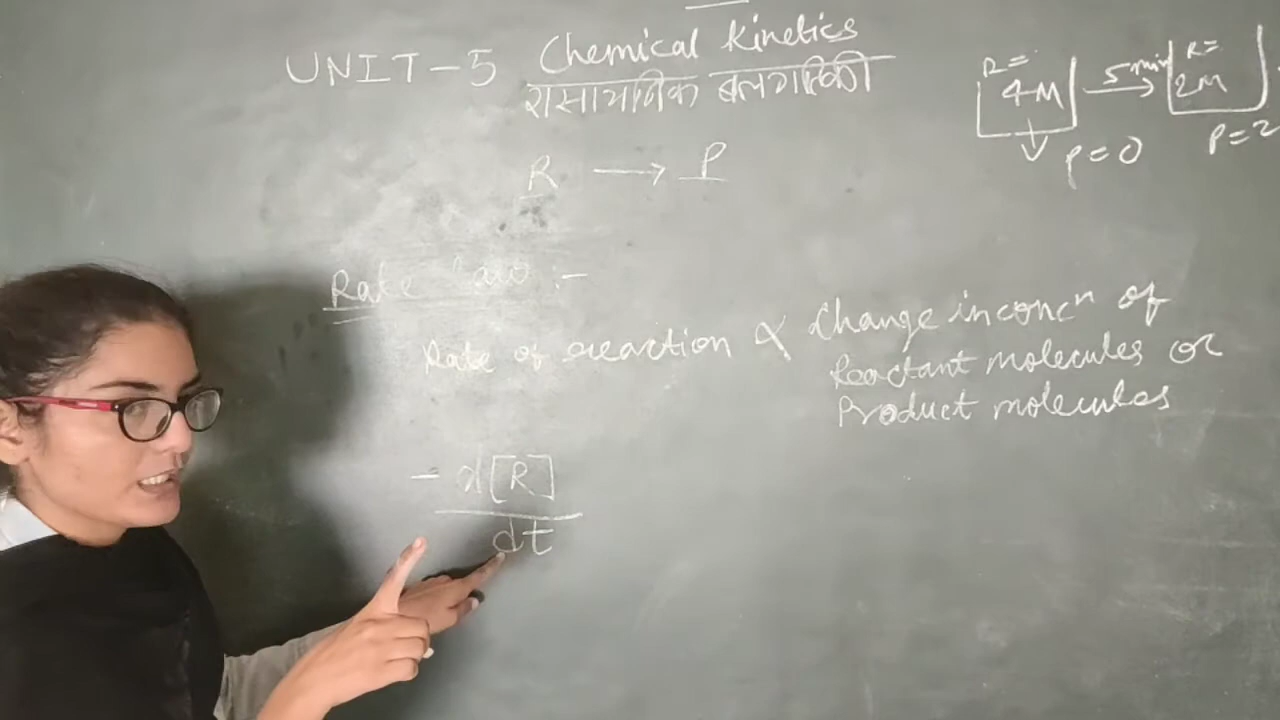 UNIT-5 Chemical Kinetics
रासायनिक बलगतिकी
R = R =
4M 5 min 2M
P = 0 P = 2
R → P
Rate law :-
Rate of reaction ∝ Change in concⁿ of
Reactant molecules or
Product molecules
- d[R]
dt